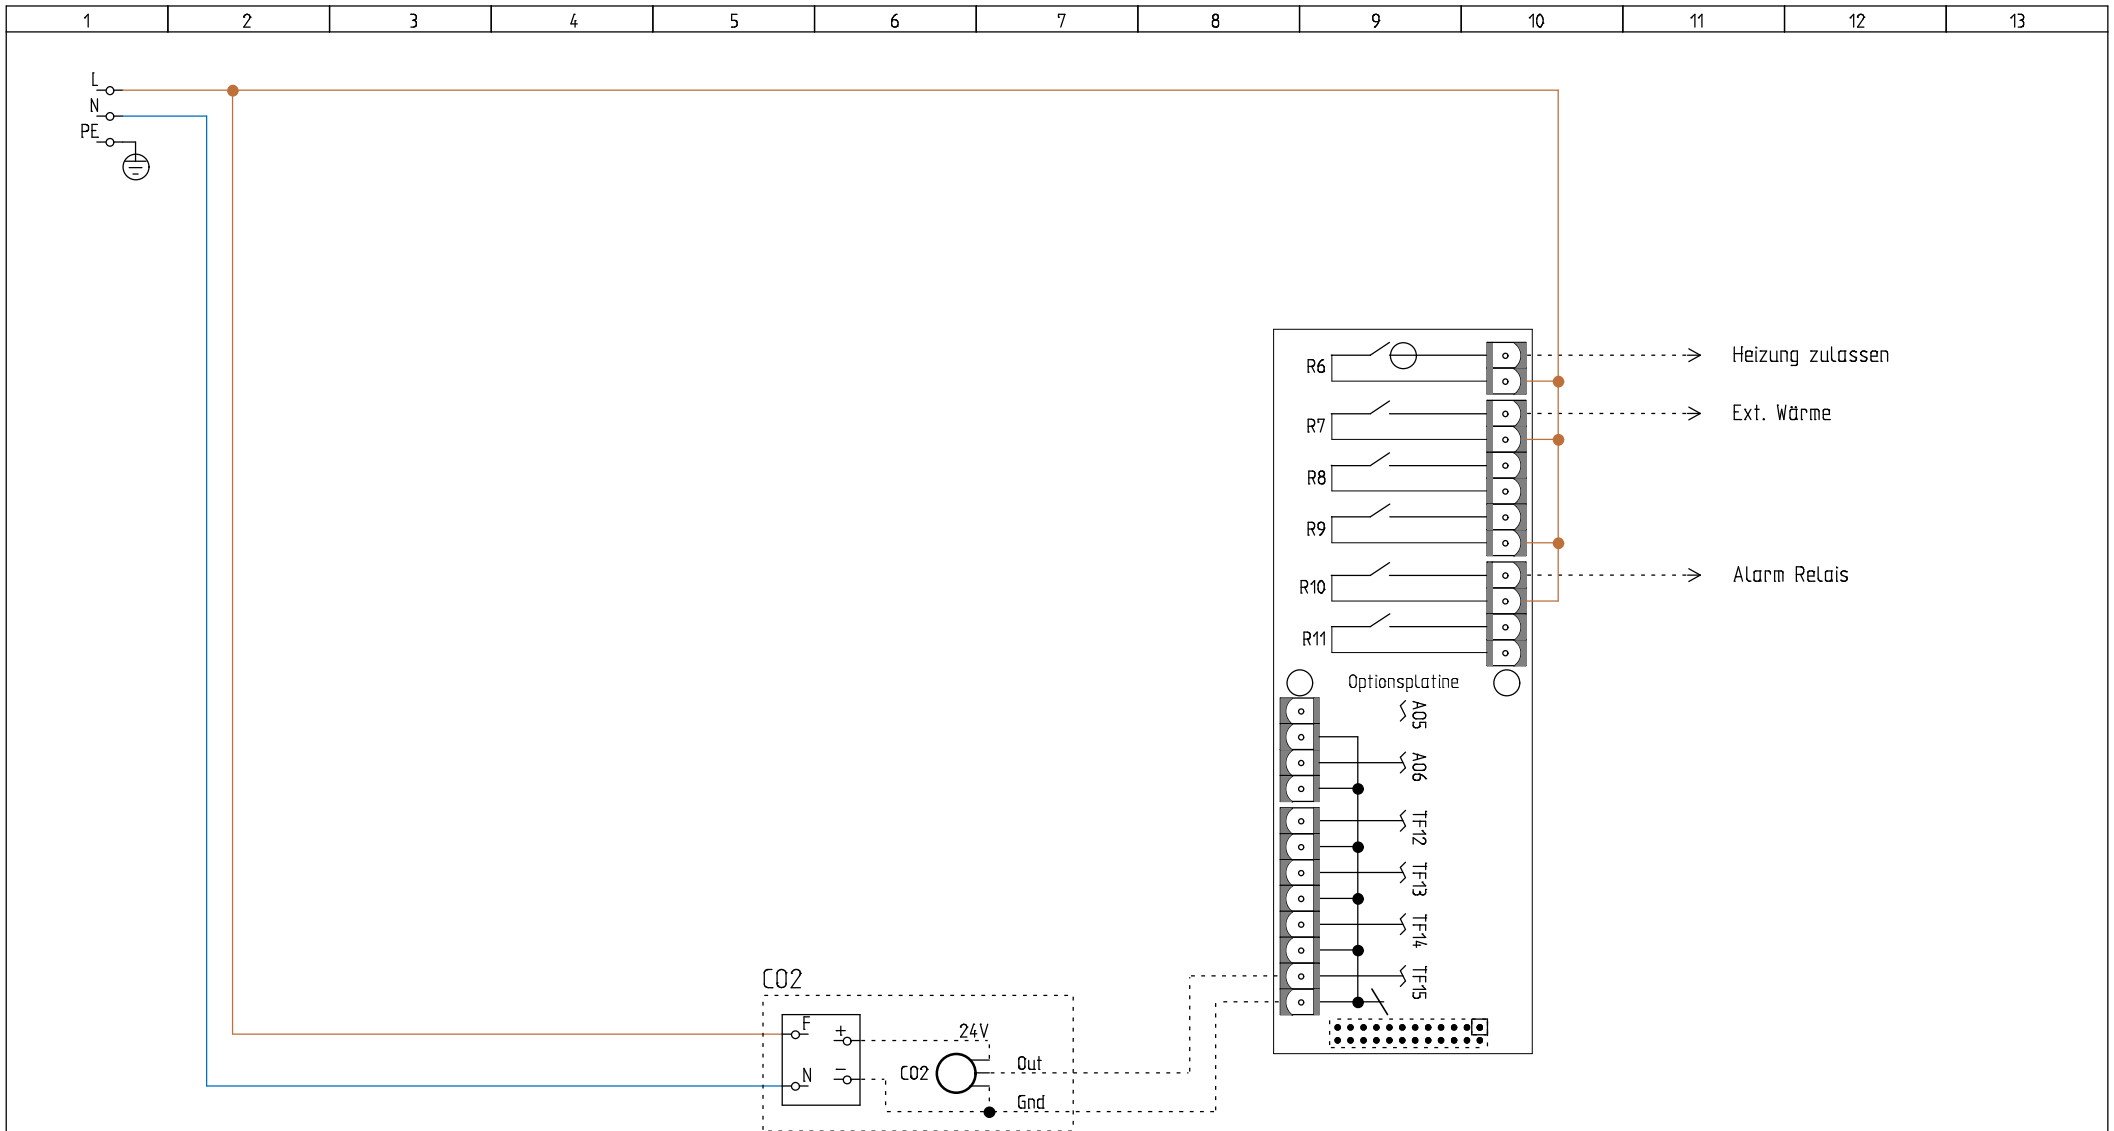 1 2 3 4 5 6 7 8 9 10 11 12 13
L
N
PE
R6 Heizung zulassen
R7 Ext. Wärme
R8
R9
R10 Alarm Relais
R11
Optionsplatine
AO5
AO6
TF12
TF13
TF14
TF15
CO2
F + 24V
N - CO2 Out
Gnd